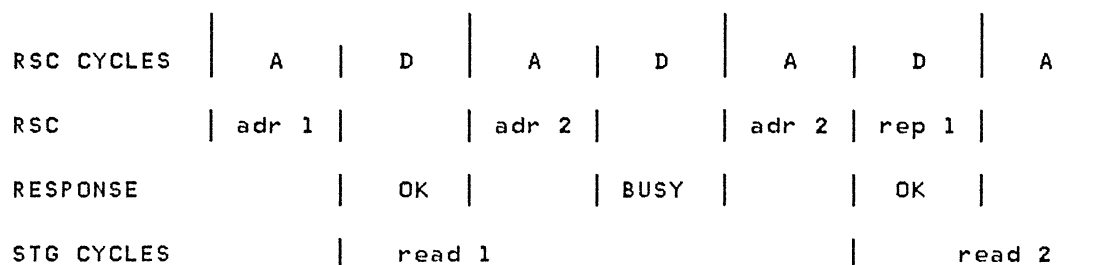 RSC CYCLES | A | D | A | D | A | D | A
RSC | adr 1 | | adr 2 | | adr 2 | rep 1 |
RESPONSE | OK | | BUSY | | OK |
STG CYCLES | read 1 | read 2